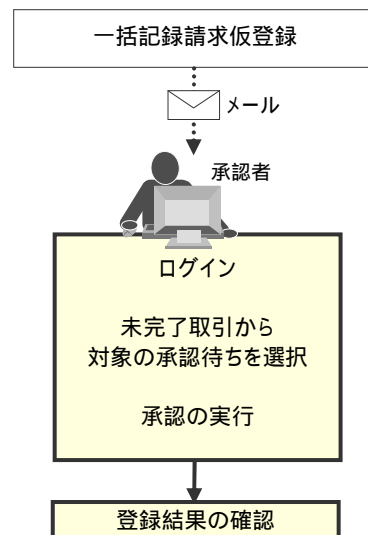 一括記録請求仮登録
メール
承認者
ログイン
未完了取引から
対象の承認待ちを選択
承認の実行
登録結果の確認